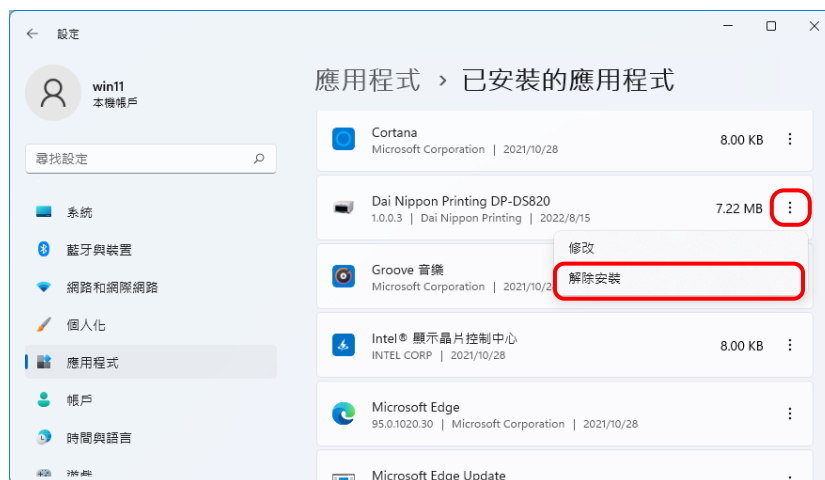 設定
win11
本機帳戶
尋找設定
系統
藍牙與裝置
網路和網際網路
個人化
應用程式
帳戶
時間與語言
遊戲
應用程式 › 已安裝的應用程式
Cortana
8.00 KB
Microsoft Corporation | 2021/10/28
Dai Nippon Printing DP-DS820
7.22 MB
1.0.0.3 | Dai Nippon Printing | 2022/8/15
修改
解除安裝
Groove 音樂
Microsoft Corporation | 2021/10/2
Intel® 顯示晶片控制中心
8.00 KB
INTEL CORP | 2021/10/28
Microsoft Edge
95.0.1020.30 | Microsoft Corporation | 2021/10/28
Microsoft Edge Update